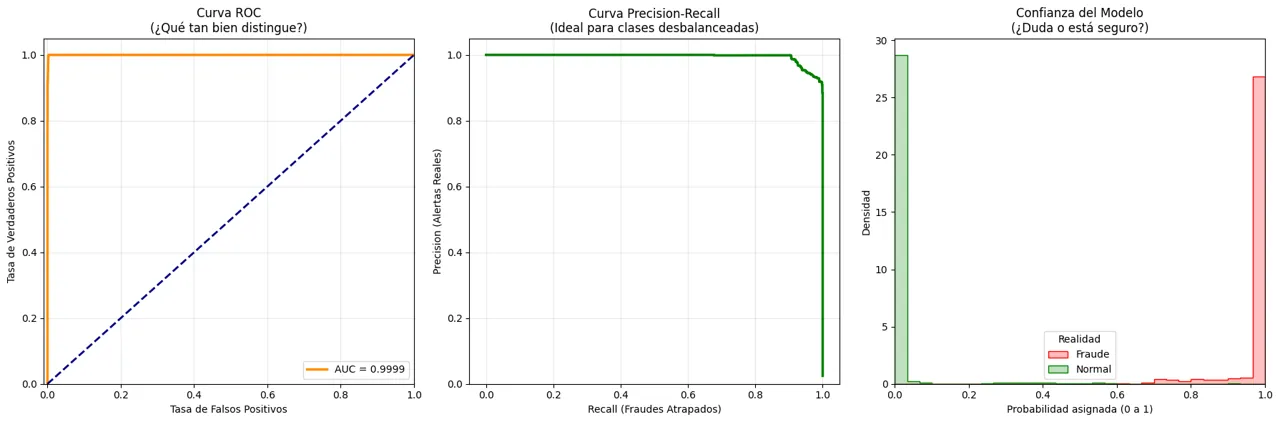 Curva ROC
(¿Qué tan bien distingue?)
Tasa de Verdaderos Positivos
1.0
0.8
0.6
0.4
0.2
0.0
0.0 0.2 0.4 0.6 0.8 1.0
Tasa de Falsos Positivos
AUC = 0.9999
Curva Precision-Recall
(Ideal para clases desbalanceadas)
Precision (Alertas Reales)
1.0
0.8
0.6
0.4
0.2
0.0
0.0 0.2 0.4 0.6 0.8 1.0
Recall (Fraudes Atrapados)
Confianza del Modelo
(¿Duda o está seguro?)
Densidad
30
25
20
15
10
5
0
0.0 0.2 0.4 0.6 0.8 1.0
Probabilidad asignada (0 a 1)
Realidad
Fraude
Normal